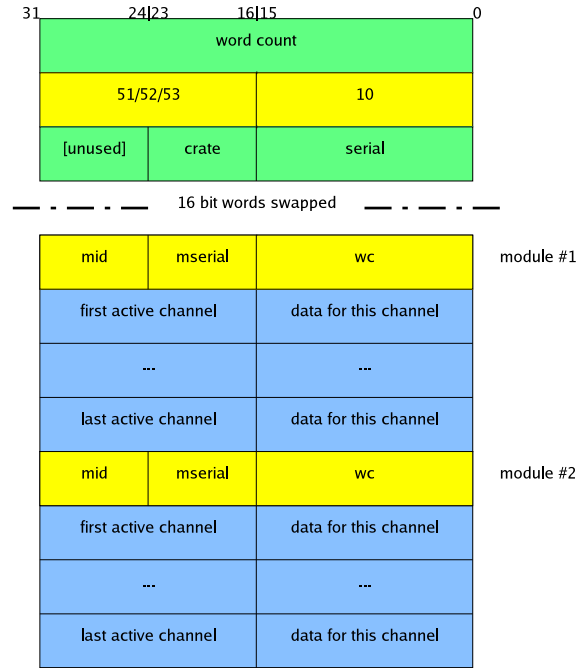 31 24|23 16|15 0
word count
51/52/53 10
[unused] crate serial
16 bit words swapped
mid mserial wc module #1
first active channel data for this channel
--- ---
last active channel data for this channel
mid mserial wc module #2
first active channel data for this channel
--- ---
last active channel data for this channel